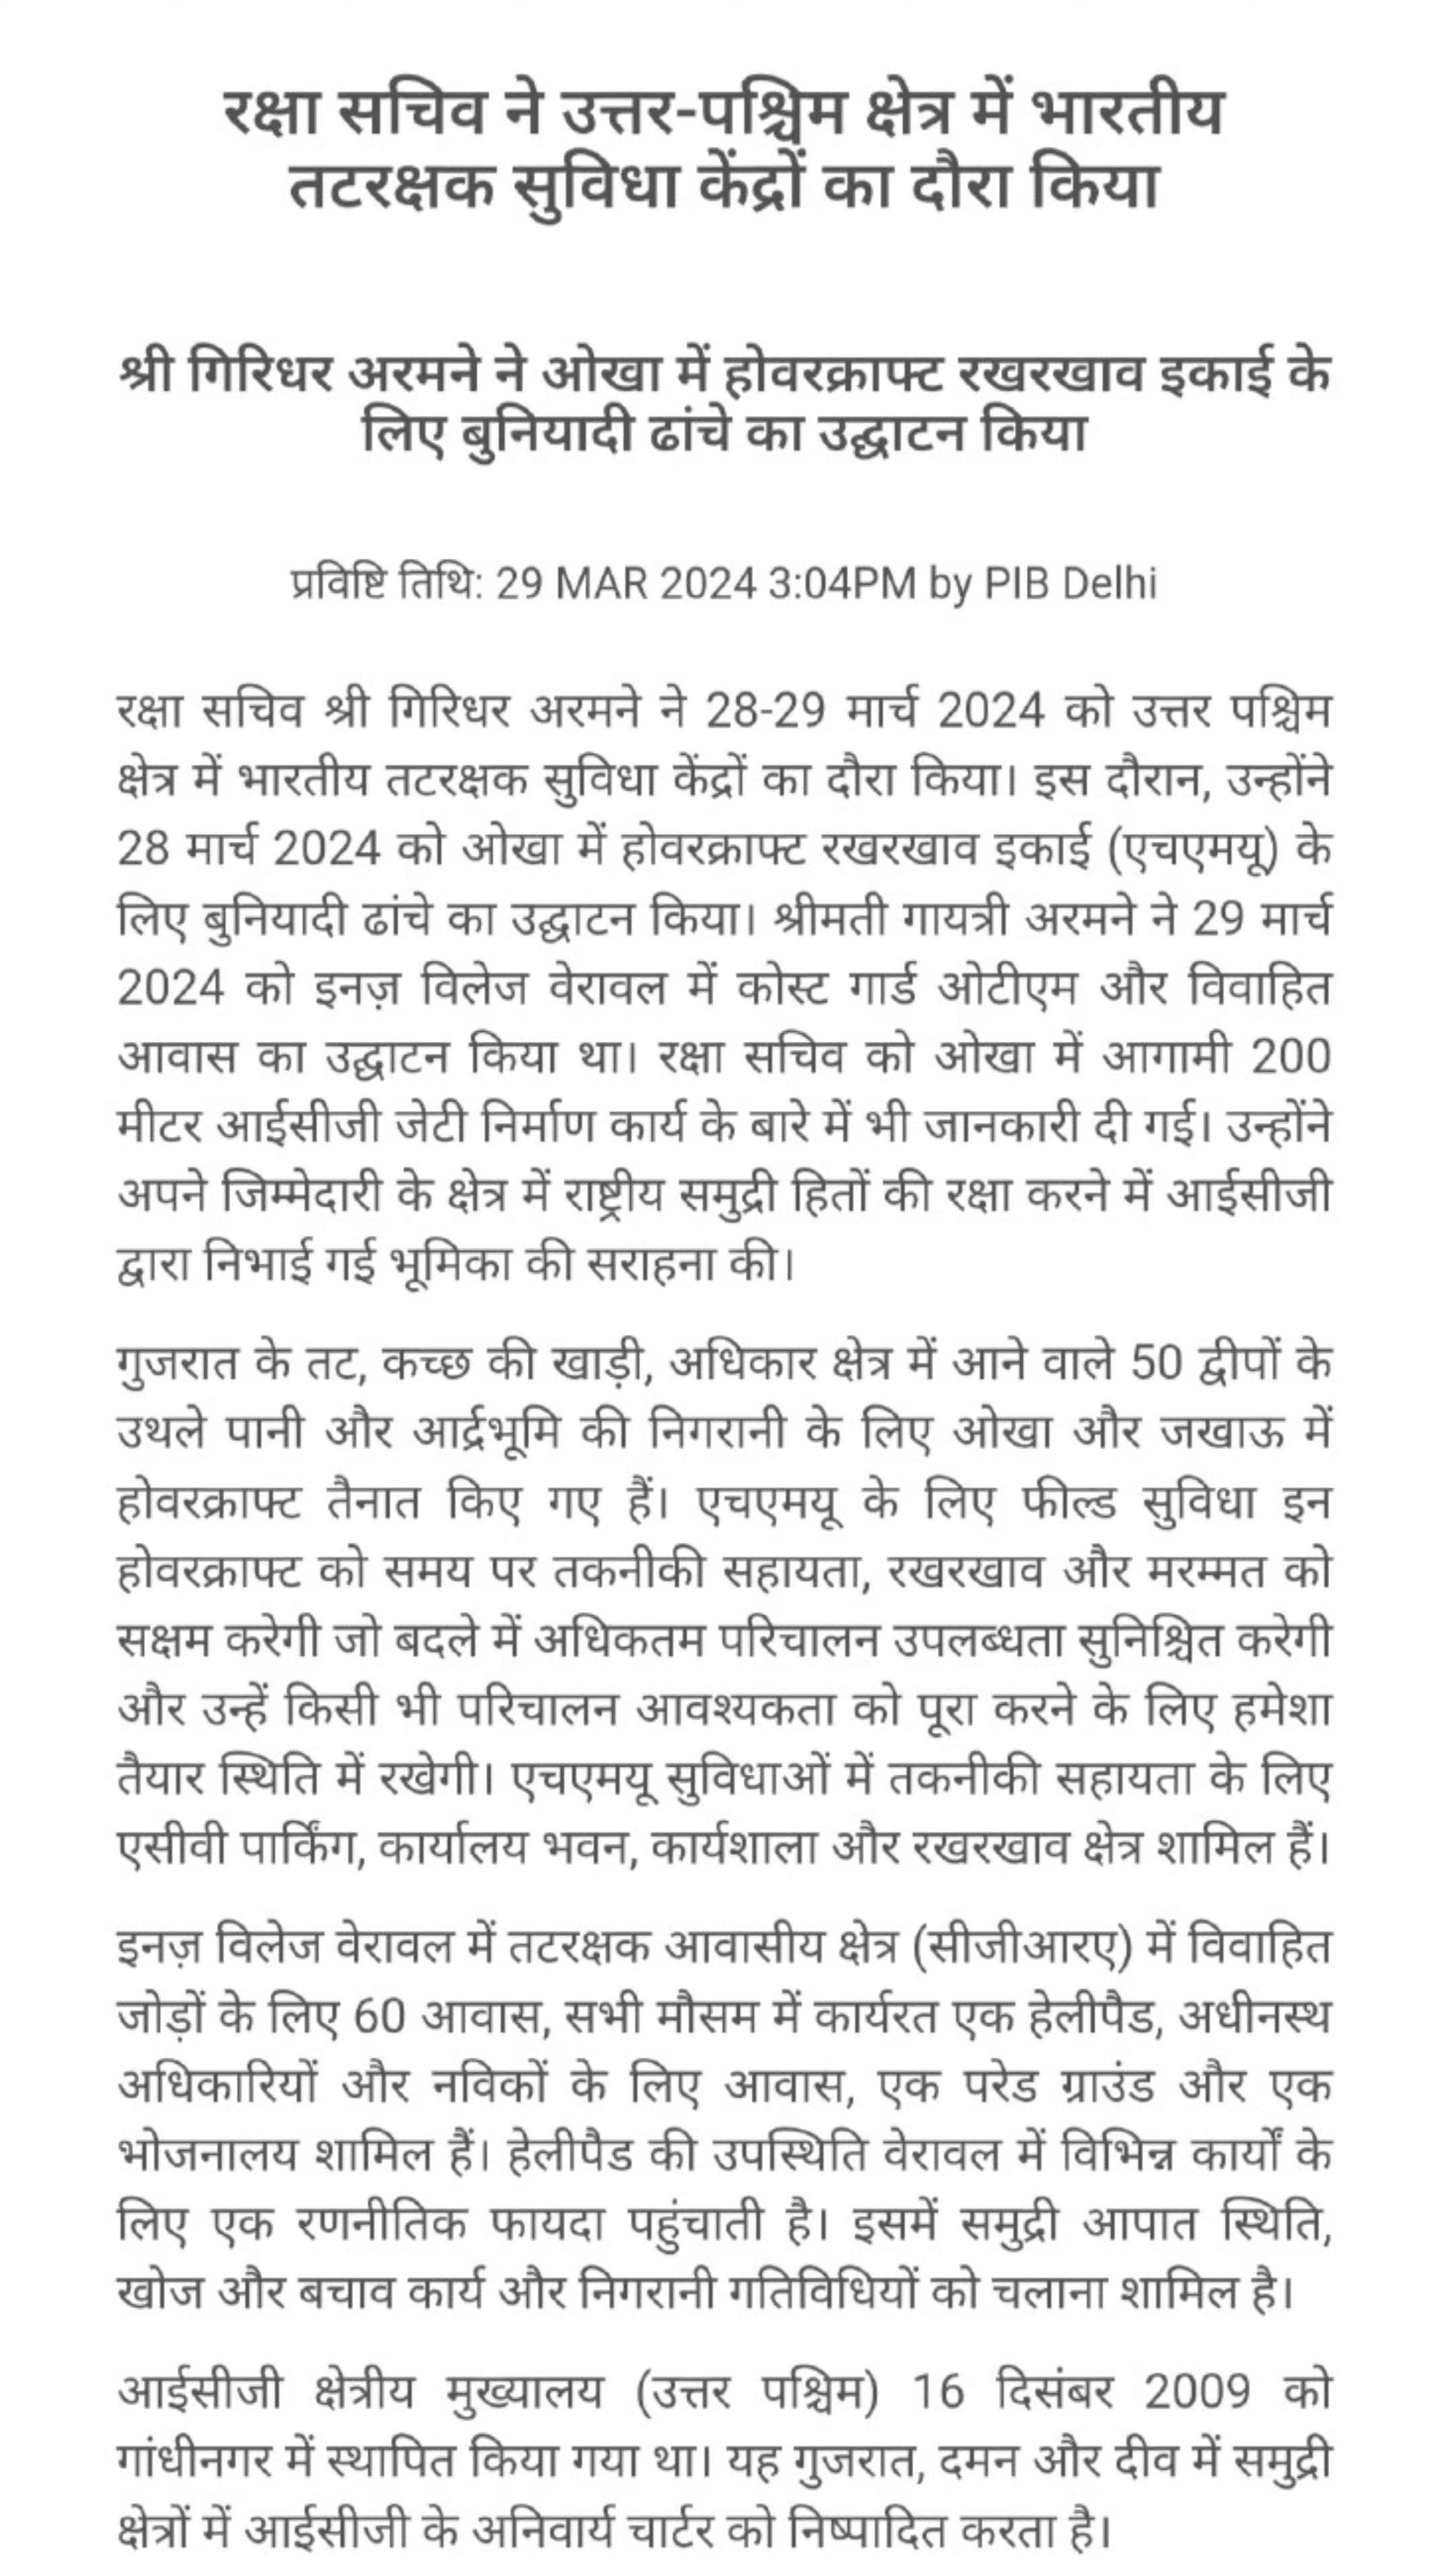 रक्षा सचिव ने उत्तर-पश्चिम क्षेत्र में भारतीय
तटरक्षक सुविधा केंद्रों का दौरा किया
श्री गिरिधर अरमने ने ओखा में होवरक्राफ्ट रखरखाव इकाई के
लिए बुनियादी ढांचे का उद्घाटन किया
प्रविष्टि तिथि: 29 MAR 2024 3:04PM by PIB Delhi
रक्षा सचिव श्री गिरिधर अरमने ने 28-29 मार्च 2024 को उत्तर पश्चिम
क्षेत्र में भारतीय तटरक्षक सुविधा केंद्रों का दौरा किया। इस दौरान, उन्होंने
28 मार्च 2024 को ओखा में होवरक्राफ्ट रखरखाव इकाई (एचएमयू) के
लिए बुनियादी ढांचे का उद्घाटन किया। श्रीमती गायत्री अरमने ने 29 मार्च
2024 को इनज़ विलेज वेरावल में कोस्ट गार्ड ओटीएम और विवाहित
आवास का उद्घाटन किया था। रक्षा सचिव को ओखा में आगामी 200
मीटर आईसीजी जेटी निर्माण कार्य के बारे में भी जानकारी दी गई। उन्होंने
अपने जिम्मेदारी के क्षेत्र में राष्ट्रीय समुद्री हितों की रक्षा करने में आईसीजी
द्वारा निभाई गई भूमिका की सराहना की।
गुजरात के तट, कच्छ की खाड़ी, अधिकार क्षेत्र में आने वाले 50 द्वीपों के
उथले पानी और आर्द्रभूमि की निगरानी के लिए ओखा और जखाऊ में
होवरक्राफ्ट तैनात किए गए हैं। एचएमयू के लिए फील्ड सुविधा इन
होवरक्राफ्ट को समय पर तकनीकी सहायता, रखरखाव और मरम्मत को
सक्षम करेगी जो बदले में अधिकतम परिचालन उपलब्धता सुनिश्चित करेगी
और उन्हें किसी भी परिचालन आवश्यकता को पूरा करने के लिए हमेशा
तैयार स्थिति में रखेगी। एचएमयू सुविधाओं में तकनीकी सहायता के लिए
एसीवी पार्किंग, कार्यालय भवन, कार्यशाला और रखरखाव क्षेत्र शामिल हैं।
इनज़ विलेज वेरावल में तटरक्षक आवासीय क्षेत्र (सीजीआरए) में विवाहित
जोड़ों के लिए 60 आवास, सभी मौसम में कार्यरत एक हेलीपैड, अधीनस्थ
अधिकारियों और नविकों के लिए आवास, एक परेड ग्राउंड और एक
भोजनालय शामिल हैं। हेलीपैड की उपस्थिति वेरावल में विभिन्न कार्यों के
लिए एक रणनीतिक फायदा पहुंचाती है। इसमें समुद्री आपात स्थिति,
खोज और बचाव कार्य और निगरानी गतिविधियों को चलाना शामिल है।
आईसीजी क्षेत्रीय मुख्यालय (उत्तर पश्चिम) 16 दिसंबर 2009 को
गांधीनगर में स्थापित किया गया था। यह गुजरात, दमन और दीव में समुद्री
क्षेत्रों में आईसीजी के अनिवार्य चार्टर को निष्पादित करता है।